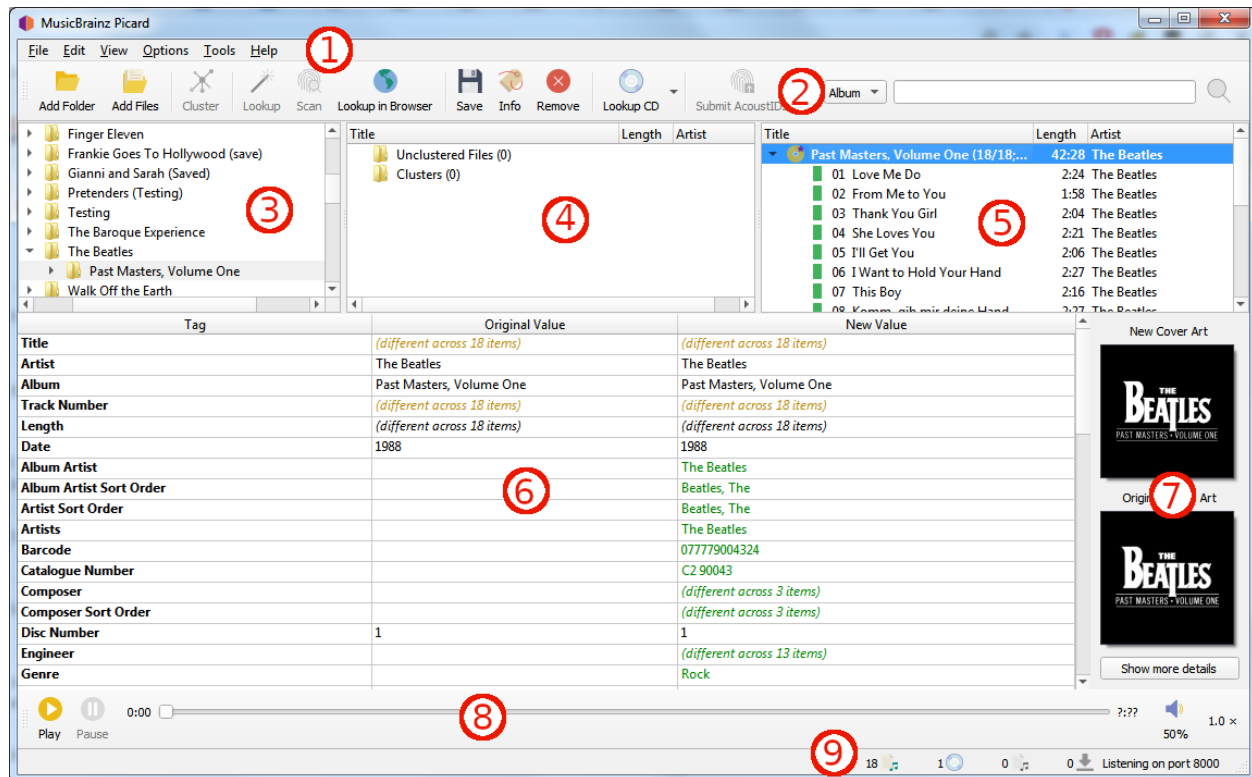 MusicBrainz Picard
File Edit View Options Tools Help
1
Add Folder Add Files Cluster Lookup Scan Lookup in Browser Save Info Remove Lookup CD Submit AcoustIDs
2
Album
Finger Eleven
Frankie Goes To Hollywood (save)
Gianni and Sarah (Saved)
Pretenders (Testing)
Testing
The Baroque Experience
The Beatles
Past Masters, Volume One
Walk Off the Earth
3
Title Length Artist
Unclustered Files (0)
Clusters (0)
4
Title Length Artist
Past Masters, Volume One (18/18;... 42:28 The Beatles
01 Love Me Do 2:24 The Beatles
02 From Me to You 1:58 The Beatles
03 Thank You Girl 2:04 The Beatles
04 She Loves You 2:21 The Beatles
05 I'll Get You 2:06 The Beatles
06 I Want to Hold Your Hand 2:27 The Beatles
07 This Boy 2:16 The Beatles
08 Komm, gib mir deine Hand 2:27 The Beatles
5
Tag Original Value New Value
Title (different across 18 items) (different across 18 items)
Artist The Beatles The Beatles
Album Past Masters, Volume One Past Masters, Volume One
Track Number (different across 18 items) (different across 18 items)
Length (different across 18 items) (different across 18 items)
Date 1988 1988
Album Artist The Beatles
Album Artist Sort Order Beatles, The
Artist Sort Order Beatles, The
Artists The Beatles
Barcode 077779004324
Catalogue Number C2 90043
Composer (different across 3 items)
Composer Sort Order (different across 3 items)
Disc Number 1 1
Engineer (different across 13 items)
Genre Rock
6
New Cover Art
THE
BEATLES
PAST MASTERS • VOLUME ONE
Art
7
THE
BEATLES
PAST MASTERS • VOLUME ONE
Show more details
Play Pause 0:00 ?:?? 50% 1.0 ×
8
9
18 1 0 0 Listening on port 8000